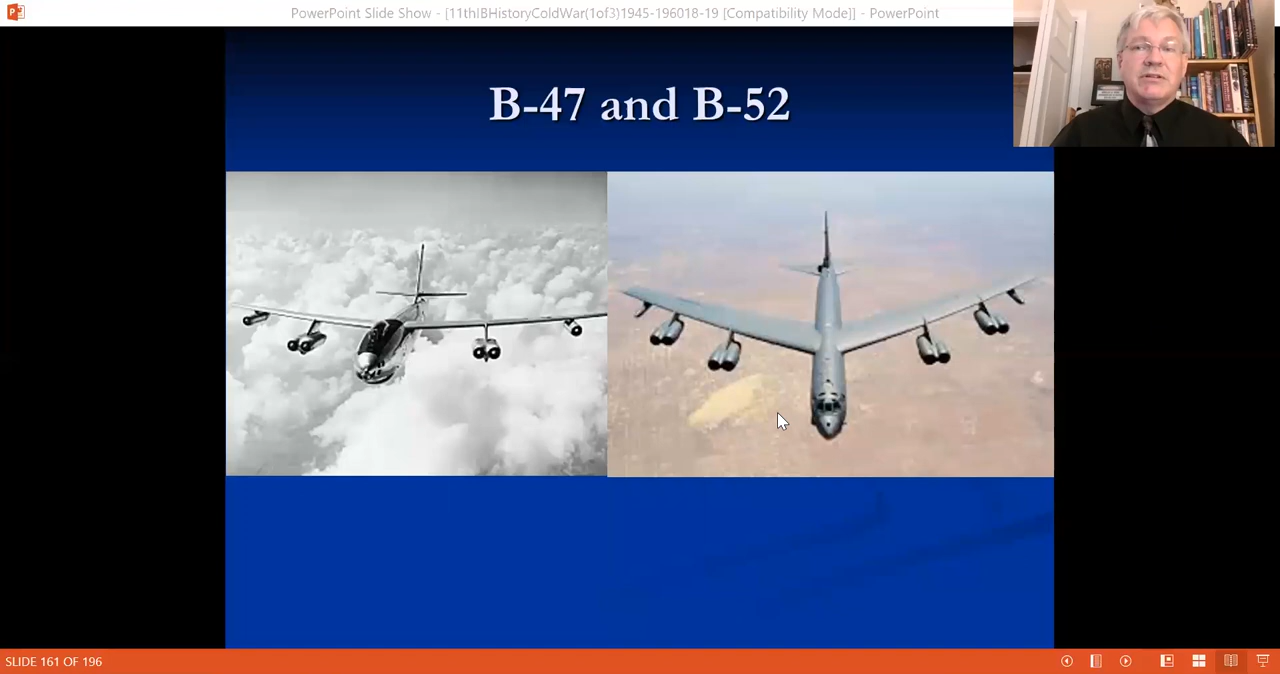 PowerPoint Slide Show - [11thIBHistoryColdWar(1of3)1945-196018-19 [Compatibility Mode]] - PowerPoint
B-47 and B-52
SLIDE 161 OF 196